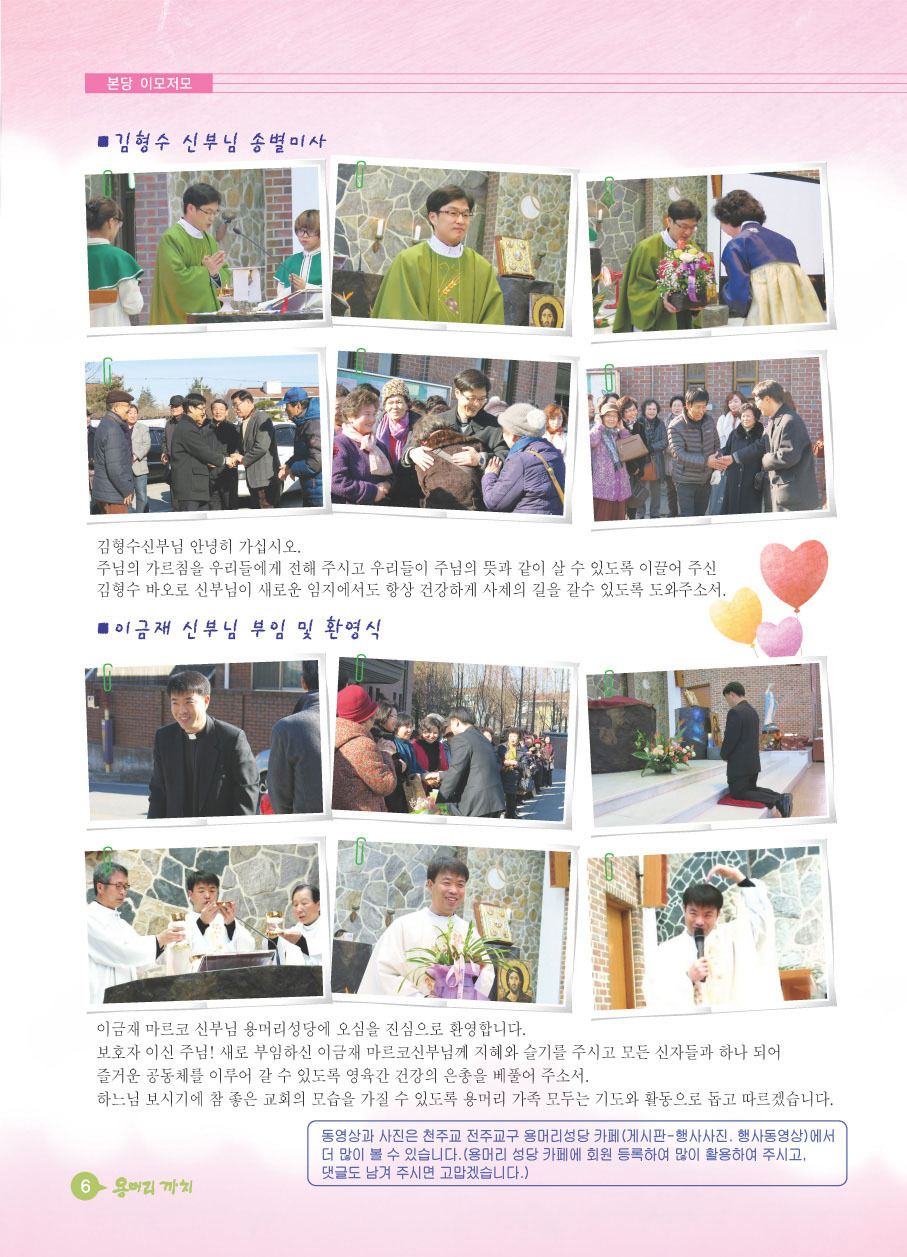 본당 이모저모
■김형수 신부님 송별미사
김형수신부님 안녕히 가십시오.
주님의 가르침을 우리들에게 전해 주시고 우리들이 주님의 뜻과 같이 살 수 있도록 이끌어 주신
김형수 바오로 신부님이 새로운 임지에서도 항상 건강하게 사제의 길을 갈수 있도록 도와주소서.
■이금재 신부님 부임 및 환영식
이금재 마르코 신부님 용머리성당에 오심을 진심으로 환영합니다.
보호자 이신 주님! 새로 부임하신 이금재 마르코신부님께 지혜와 슬기를 주시고 모든 신자들과 하나 되어
즐거운 공동체를 이루어 갈 수 있도록 영육간 건강의 은총을 베풀어 주소서.
하느님 보시기에 참 좋은 교회의 모습을 가질 수 있도록 용머리 가족 모두는 기도와 활동으로 돕고 따르겠습니다.
동영상과 사진은 천주교 전주교구 용머리성당 카페(게시판-행사사진. 행사동영상)에서
더 많이 볼 수 있습니다.(용머리 성당 카페에 회원 등록하여 많이 활용하여 주시고,
댓글도 남겨 주시면 고맙겠습니다.)
6 용머리 까치